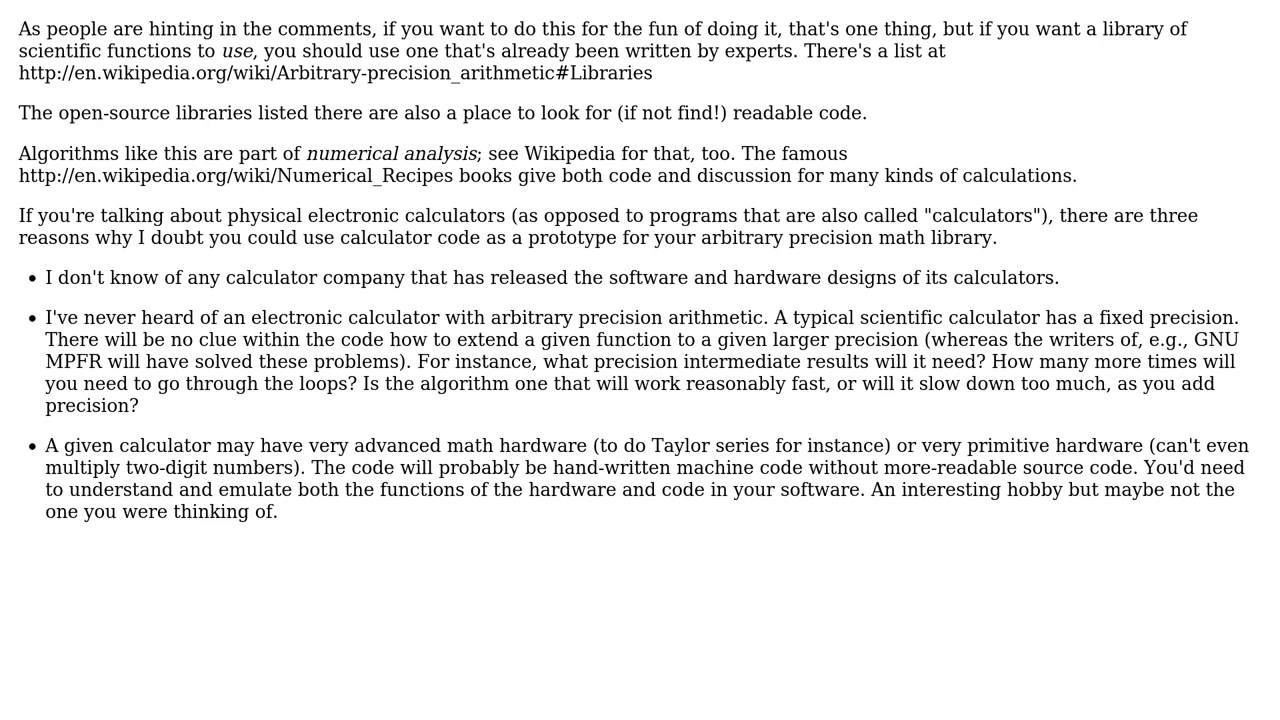 As people are hinting in the comments, if you want to do this for the fun of doing it, that's one thing, but if you want a library of
scientific functions to use, you should use one that's already been written by experts. There's a list at
http://en.wikipedia.org/wiki/Arbitrary-precision_arithmetic#Libraries
The open-source libraries listed there are also a place to look for (if not find!) readable code.
Algorithms like this are part of numerical analysis; see Wikipedia for that, too. The famous
http://en.wikipedia.org/wiki/Numerical_Recipes books give both code and discussion for many kinds of calculations.
If you're talking about physical electronic calculators (as opposed to programs that are also called "calculators"), there are three
reasons why I doubt you could use calculator code as a prototype for your arbitrary precision math library.
• I don't know of any calculator company that has released the software and hardware designs of its calculators.
• I've never heard of an electronic calculator with arbitrary precision arithmetic. A typical scientific calculator has a fixed precision.
There will be no clue within the code how to extend a given function to a given larger precision (whereas the writers of, e.g., GNU
MPFR will have solved these problems). For instance, what precision intermediate results will it need? How many more times will
you need to go through the loops? Is the algorithm one that will work reasonably fast, or will it slow down too much, as you add
precision?
• A given calculator may have very advanced math hardware (to do Taylor series for instance) or very primitive hardware (can't even
multiply two-digit numbers). The code will probably be hand-written machine code without more-readable source code. You'd need
to understand and emulate both the functions of the hardware and code in your software. An interesting hobby but maybe not the
one you were thinking of.